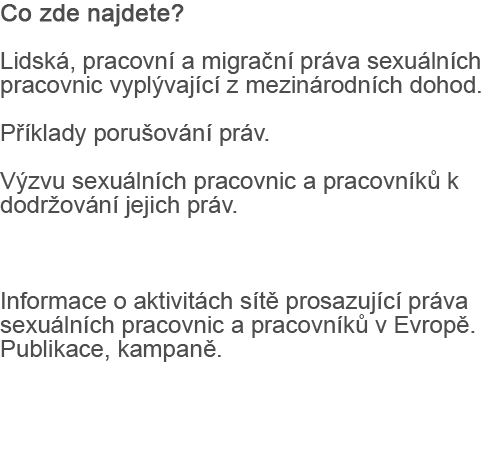 Co zde najdete?
Lidská, pracovní a migrační práva sexuálních
pracovnic vyplývající z mezinárodních dohod.
Příklady porušování práv.
Výzvu sexuálních pracovnic a pracovníků k
dodržování jejich práv.
Informace o aktivitách sítě prosazující práva
sexuálních pracovnic a pracovníků v Evropě.
Publikace, kampaně.